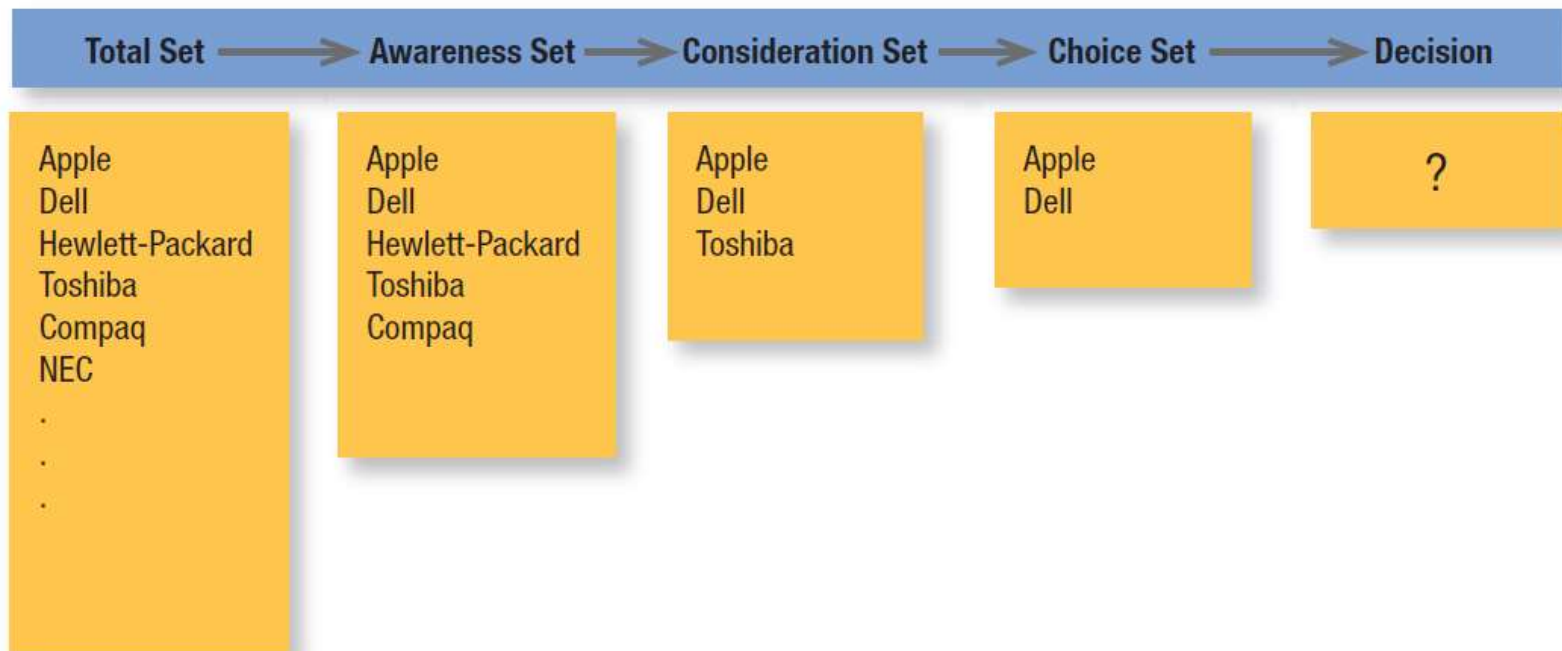 Total Set Awareness Set Consideration Set Choice Set Decision
Apple
Dell
Hewlett-Packard
Toshiba
Compaq
NEC
.
.
.
Apple
Dell
Hewlett-Packard
Toshiba
Compaq
Apple
Dell
Toshiba
Apple
Dell
?